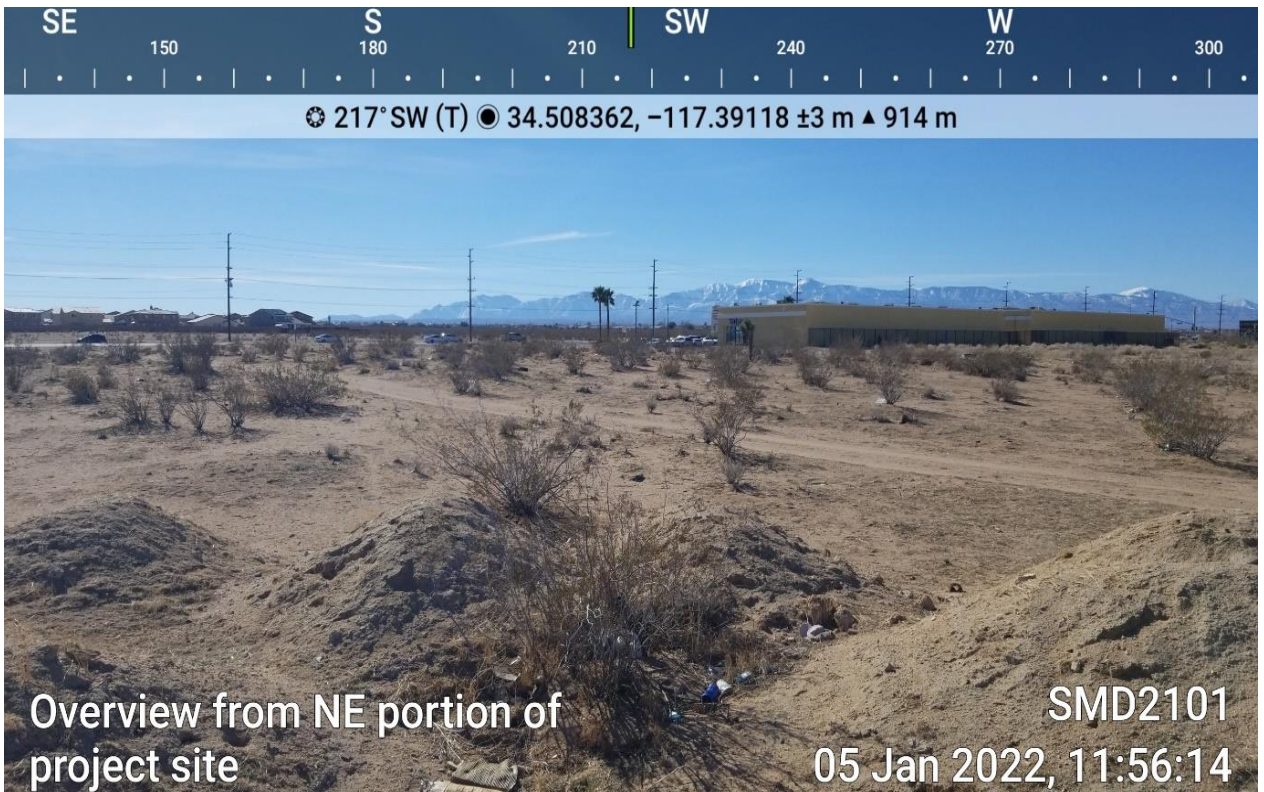 SE S SW W
150 180 210 240 270 300
217° SW (T) 34.508362, −117.39118 ±3 m ▲ 914 m
Overview from NE portion of
project site
SMD2101
05 Jan 2022, 11:56:14